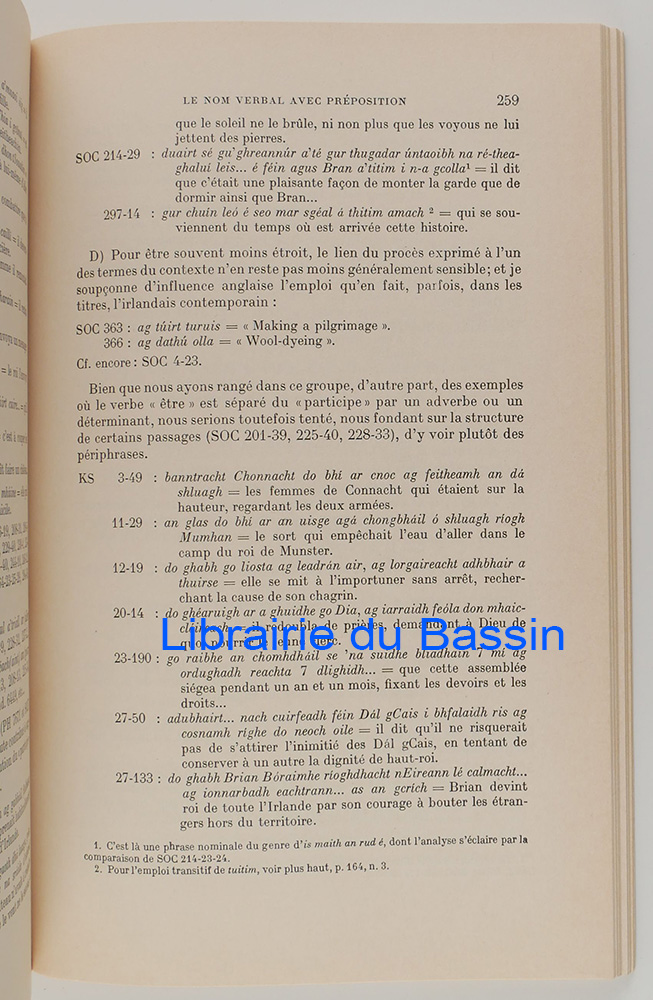 LE NOM VERBAL AVEC PRÉPOSITION 259
que le soleil ne le brûle, ni non plus que les voyous ne lui
jettent des pierres.
SOC 214-29 : duairt sé gu'ghreannúr a'té gur thugadar úntaoibh na ré-thea-
ghaluí leis... é féin agus Bran a'titim i n-a gcolla¹ = il dit
que c'était une plaisante façon de monter la garde que de
dormir ainsi que Bran...
297-14 : gur chuin leó é seo mar sgéal á thitim amach ² = qui se sou-
viennent du temps où est arrivée cette histoire.
D) Pour être souvent moins étroit, le lien du procès exprimé à l'un
des termes du contexte n'en reste pas moins généralement sensible; et je
soupçonne d'influence anglaise l'emploi qu'en fait, parfois, dans les
titres, l'irlandais contemporain :
SOC 363 : ag túirt turuis = « Making a pilgrimage ».
366 : ag dathú olla = « Wool-dyeing ».
Cf. encore : SOC 4-23.
Bien que nous ayons rangé dans ce groupe, d'autre part, des exemples
où le verbe « être » est séparé du « participe » par un adverbe ou un
déterminant, nous serions toutefois tenté, nous fondant sur la structure
de certains passages (SOC 201-39, 225-40, 228-33), d'y voir plutôt des
périphrases.
KS 3-49 : banntracht Chonnacht do bhí ar cnoc ag feitheamh an dá
shluagh = les femmes de Connacht qui étaient sur la
hauteur, regardant les deux armées.
11-29 : an glas do bhí ar an uisge agá chongbháil ó shluagh ríogh
Mumhan = le sort qui empêchait l'eau d'aller dans le
camp du roi de Munster.
12-19 : do ghabh go liosta ag leadrán air, ag lorgaireacht adhbhair a
thuirse = elle se mit à l'importuner sans arrêt, recher-
chant la cause de son chagrin.
20-14 : do ghéaruigh ar a ghuidhe go Dia, ag iarraidh feóla don mhaic-
il redoubla de prières, demandant à Dieu de
Librairie du Bassin
23-190 : go raibhe an chomhdháil se 'na suidhe bliadhain 7 mí ag
ordughadh reachta 7 dlighidh... = que cette assemblée
siégea pendant un an et un mois, fixant les devoirs et les
droits...
27-50 : adubhairt... nach cuirfeadh féin Dál gCais i bhfalaidh ris ag
cosnamh ríghe do neoch oile = il dit qu'il ne risquerait
pas de s'attirer l'inimitié des Dál gCais, en tentant de
conserver à un autre la dignité de haut-roi.
27-133 : do ghabh Brian Bóraimhe ríoghdhacht nEireann lé calmacht...
ag ionnarbadh eachtrann... as an gcrích = Brian devint
roi de toute l'Irlande par son courage à bouter les étran-
gers hors du territoire.
1. C'est là une phrase nominale du genre d'is maith an rud é, dont l'analyse s'éclaire par la
comparaison de SOC 214-23-24.
2. Pour l'emploi transitif de tuitim, voir plus haut, p. 164, n. 3.